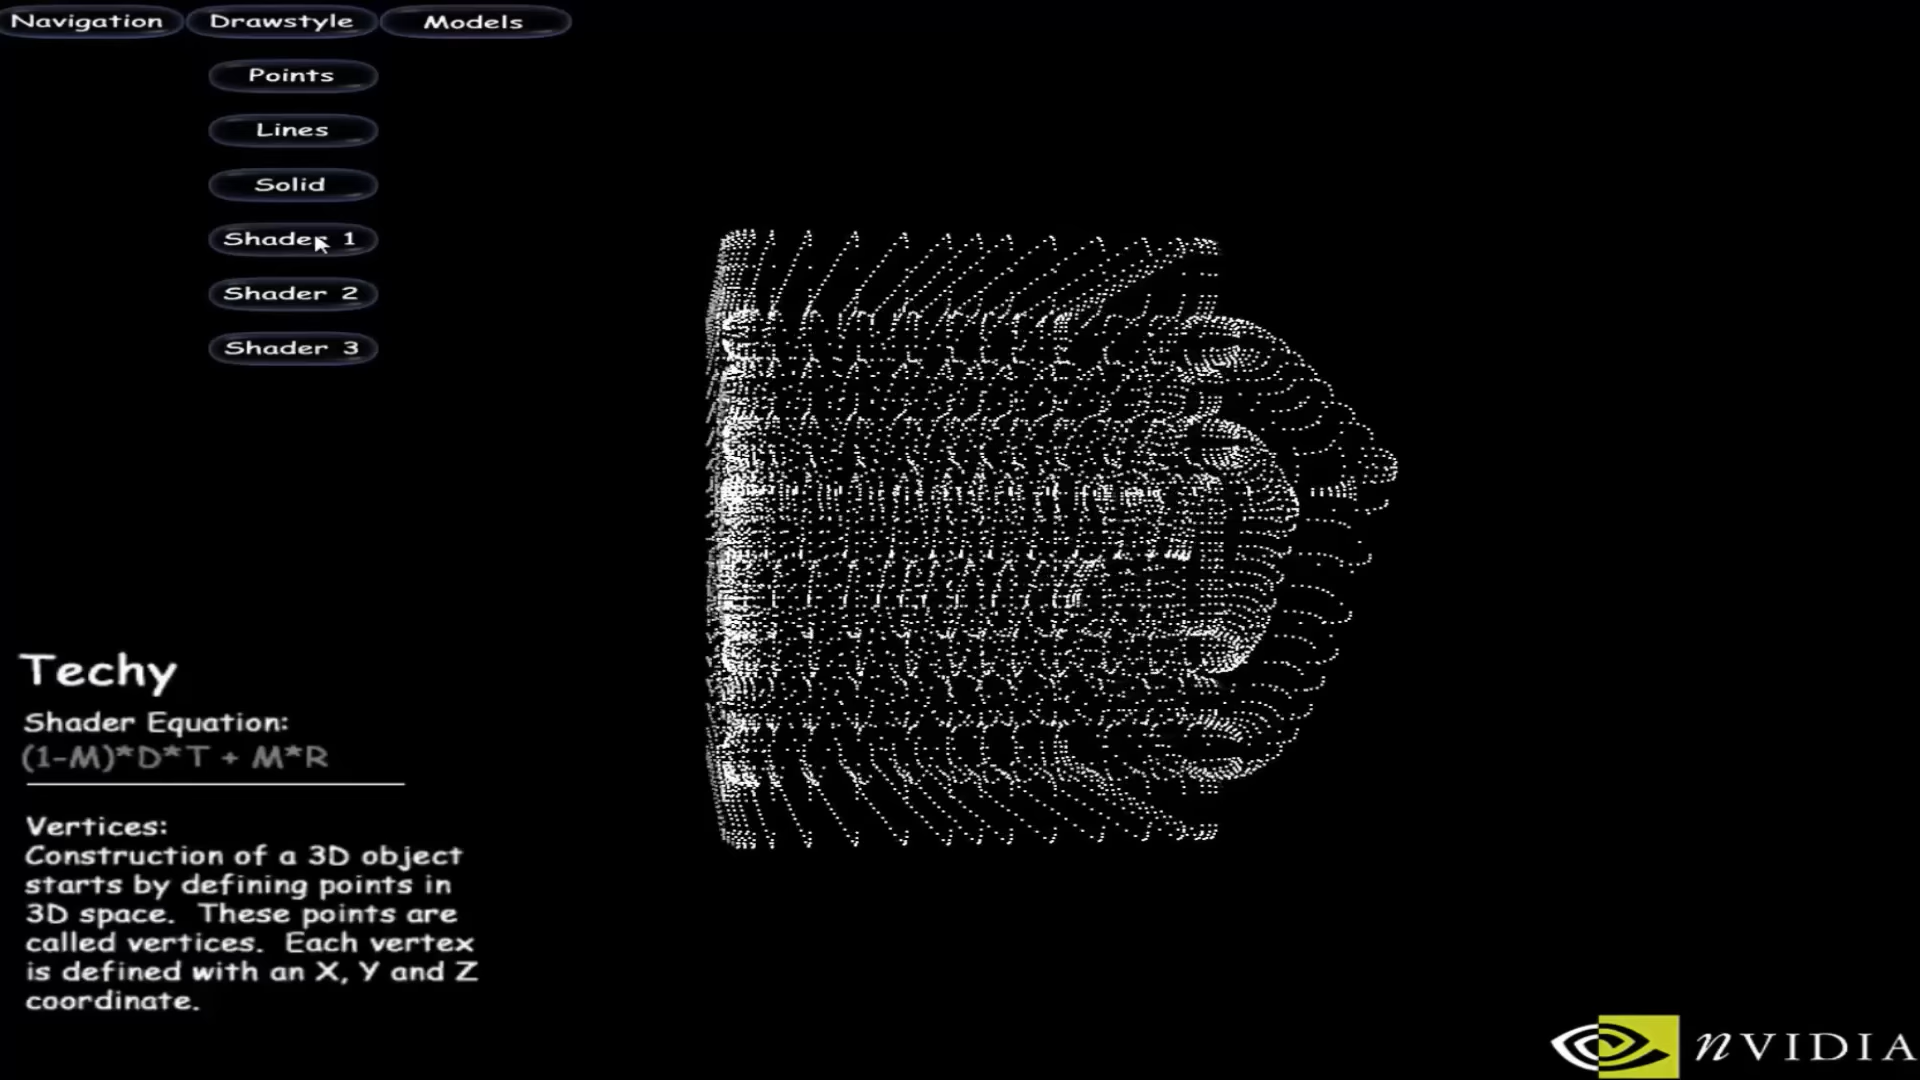 Navigation
Drawstyle
Models
Points
Lines
Solid
Shader 1
Shader 2
Shader 3
Techy
Shader Equation:
(1-M)*D*T + M*R
Vertices:
Construction of a 3D object
starts by defining points in
3D space. These points are
called vertices. Each vertex
is defined with an X, Y and Z
coordinate.
nVIDIA